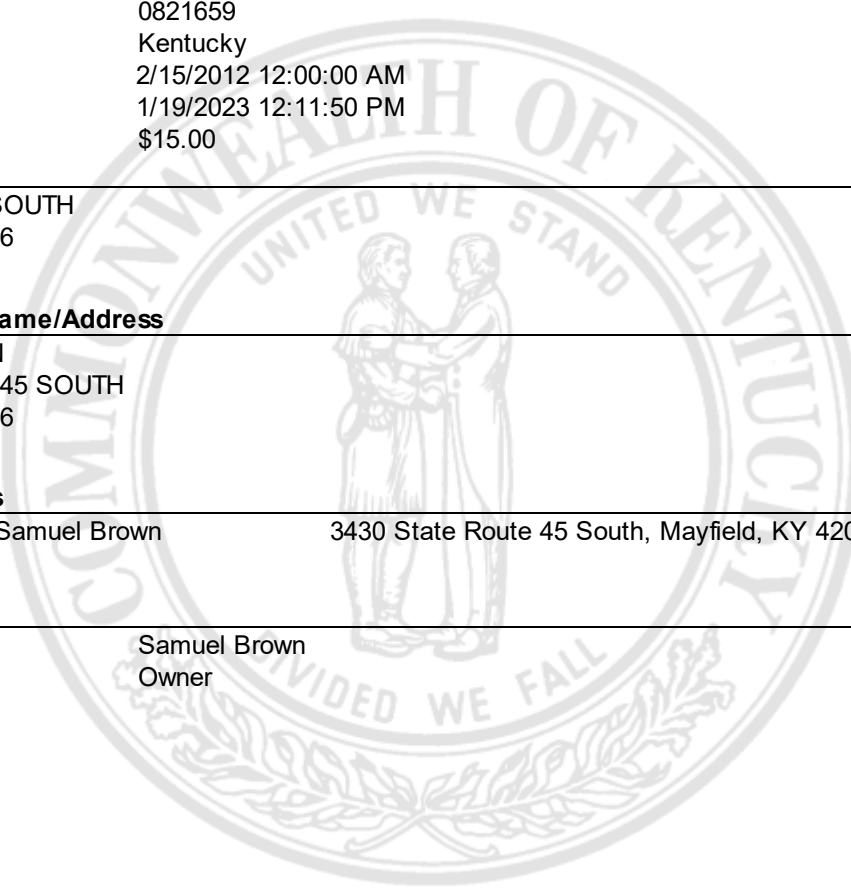 0821659
Kentucky
2/15/2012 12:00:00 AM
1/19/2023 12:11:50 PM
$15.00
SOUTH
6
ame/Address
45 SOUTH
6
s
Samuel Brown 3430 State Route 45 South, Mayfield, KY 420
Samuel Brown
Owner
COMMONWEALTH OF KENTUCKY
UNITED WE STAND
DIVIDED WE FALL